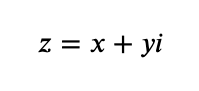 z = x + yi